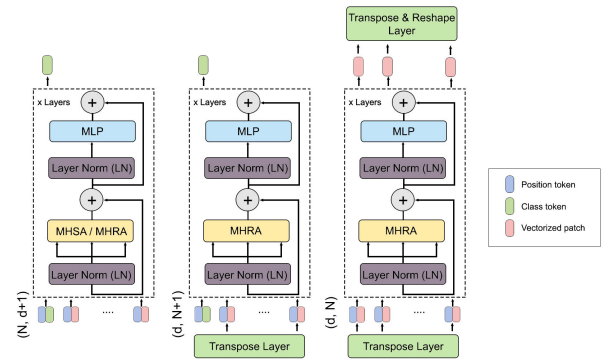 Transpose & Reshape
Layer
x Layers
+
MLP
Layer Norm (LN)
+
MHSA / MHRA
Layer Norm (LN)
(N, d+1)
....
x Layers
+
MLP
Layer Norm (LN)
+
MHRA
Layer Norm (LN)
(d, N+1)
....
Transpose Layer
x Layers
+
MLP
Layer Norm (LN)
+
MHRA
Layer Norm (LN)
(d, N)
....
Transpose Layer
Position token
Class token
Vectorized patch